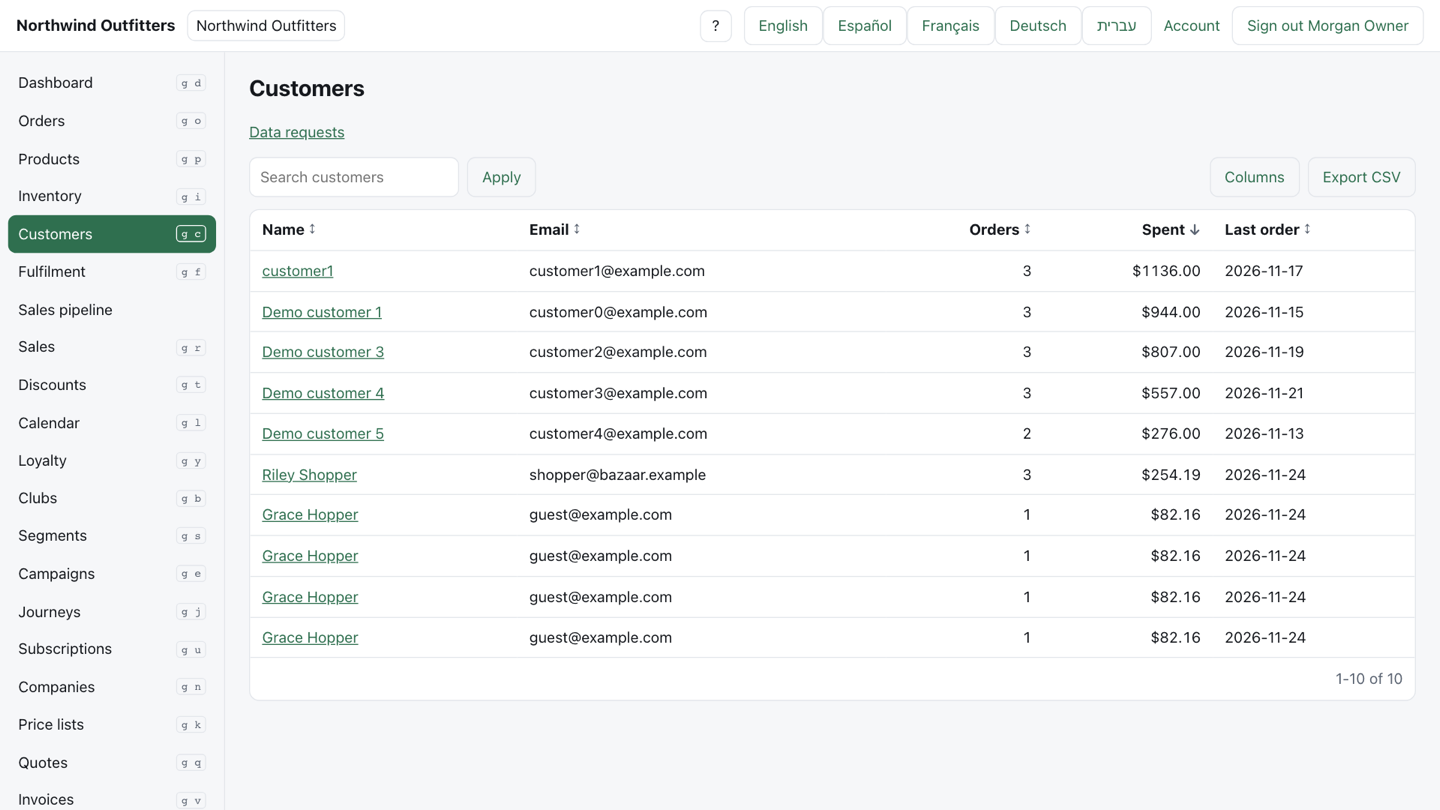 Northwind Outfitters Northwind Outfitters ? English Español Français Deutsch עברית Account Sign out Morgan Owner
Dashboard g d
Orders g o
Products g p
Inventory g i
Customers g c
Fulfilment g f
Sales pipeline
Sales g r
Discounts g t
Calendar g l
Loyalty g y
Clubs g b
Segments g s
Campaigns g e
Journeys g j
Subscriptions g u
Companies g n
Price lists g k
Quotes g q
Invoices g v
Customers
Data requests
Search customers Apply Columns Export CSV
Name ↕ Email ↕ Orders ↕ Spent ↓ Last order ↕
customer1 customer1@example.com 3 $1136.00 2026-11-17
Demo customer 1 customer0@example.com 3 $944.00 2026-11-15
Demo customer 3 customer2@example.com 3 $807.00 2026-11-19
Demo customer 4 customer3@example.com 3 $557.00 2026-11-21
Demo customer 5 customer4@example.com 2 $276.00 2026-11-13
Riley Shopper shopper@bazaar.example 3 $254.19 2026-11-24
Grace Hopper guest@example.com 1 $82.16 2026-11-24
Grace Hopper guest@example.com 1 $82.16 2026-11-24
Grace Hopper guest@example.com 1 $82.16 2026-11-24
Grace Hopper guest@example.com 1 $82.16 2026-11-24
1-10 of 10